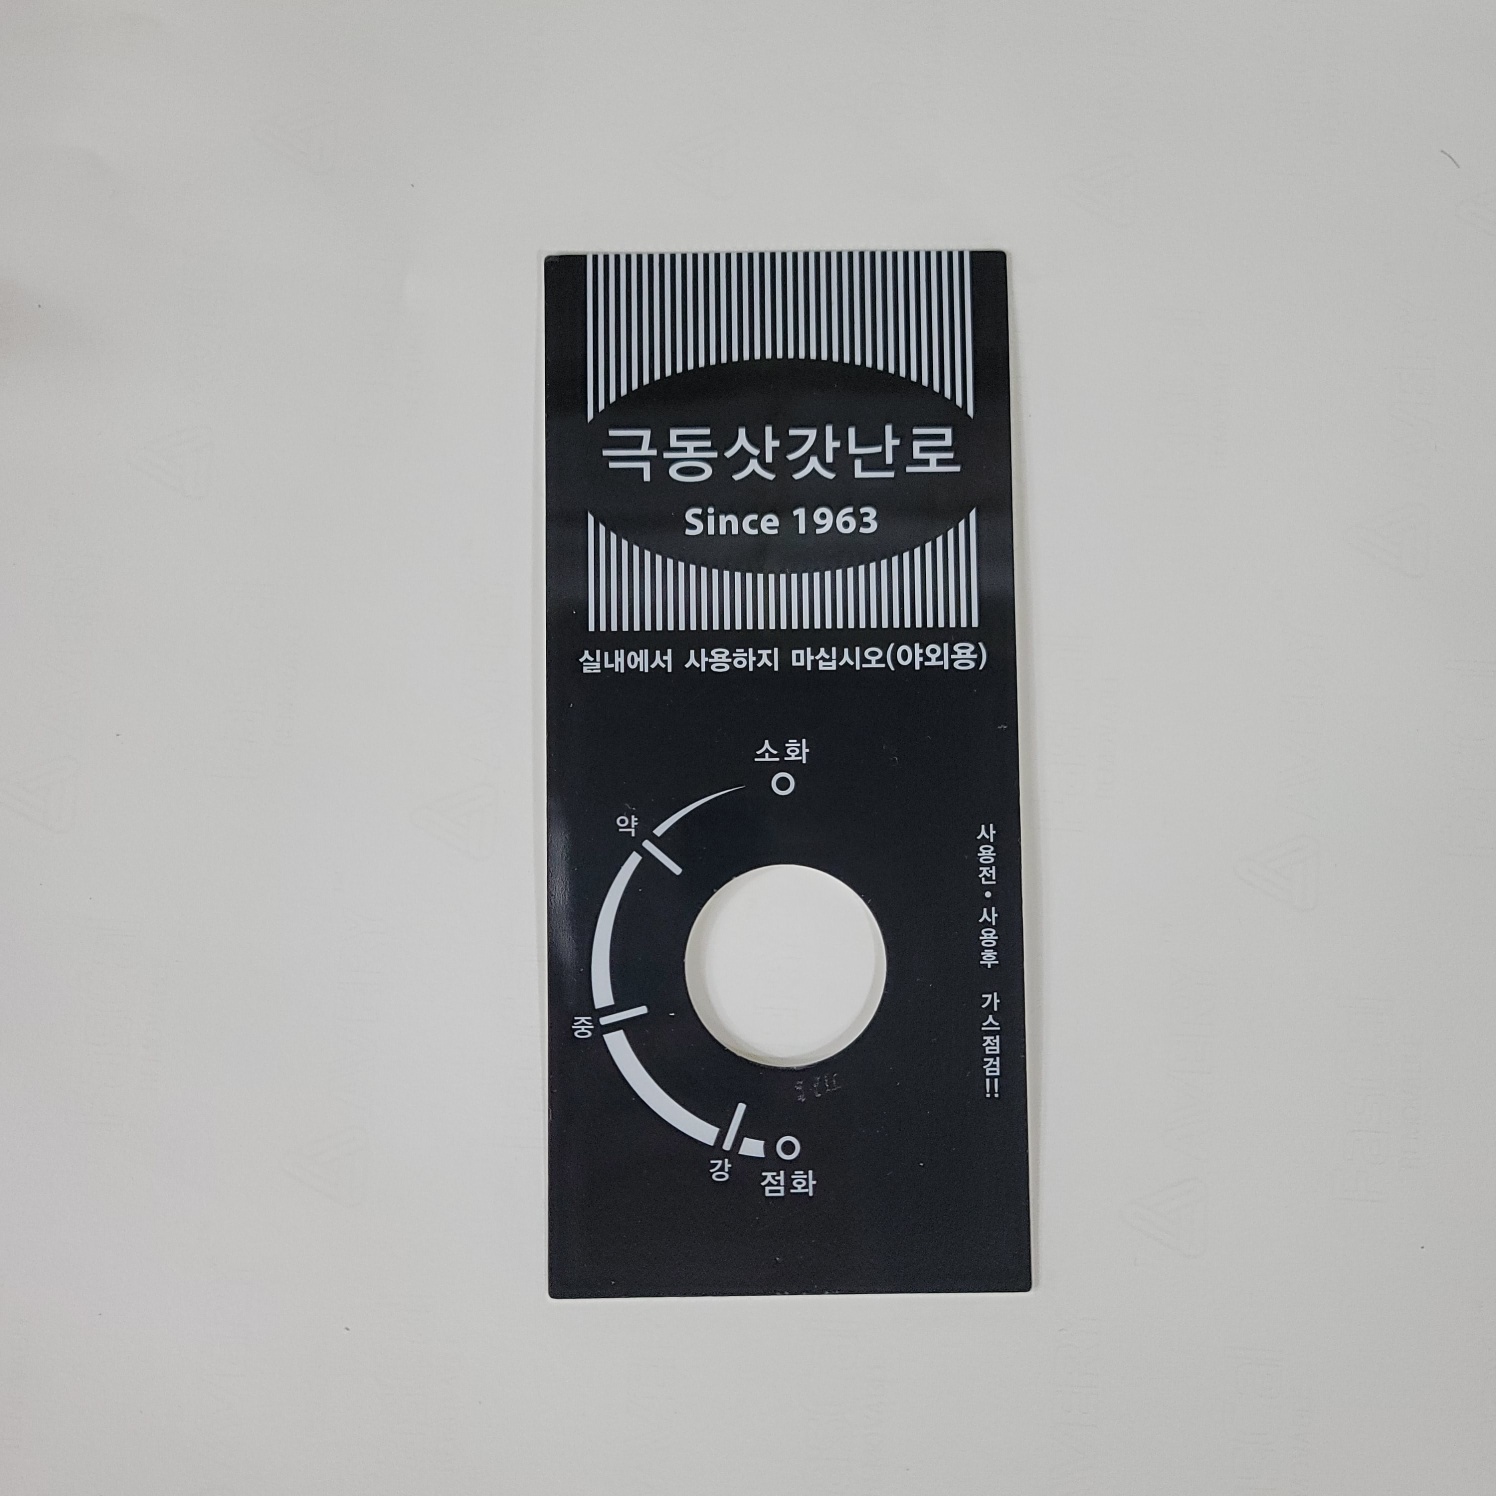 극동삿갓난로
Since 1963
실내에서 사용하지 마십시오(야외용)
소화
약
중
강
점화
사용전·사용후 가스점검!!